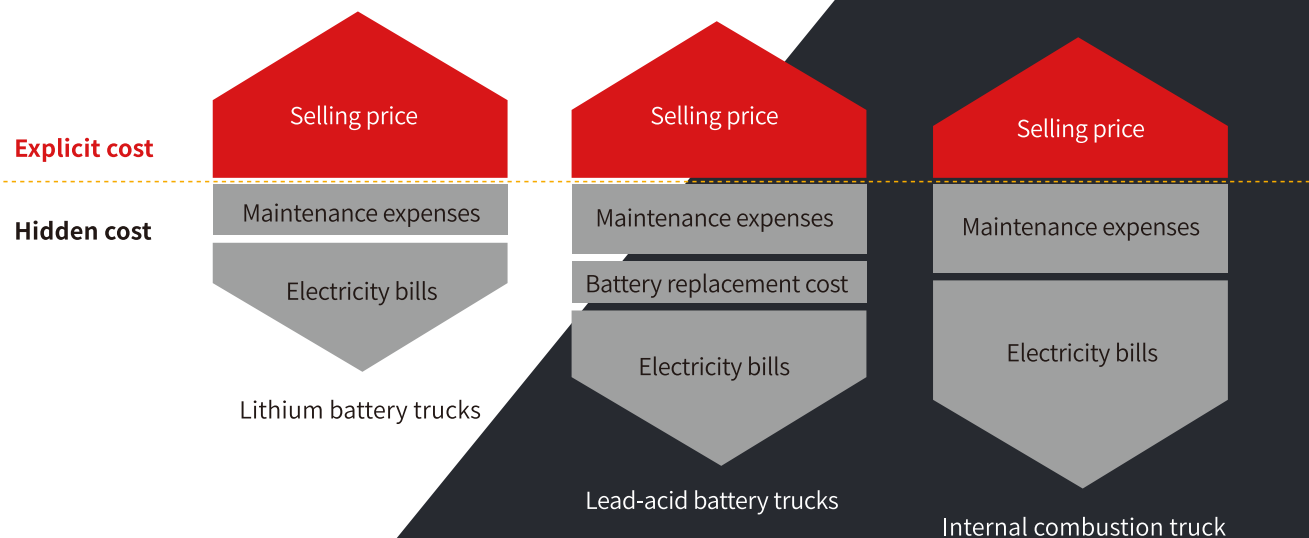 Explicit cost
Hidden cost
Selling price
Maintenance expenses
Electricity bills
Lithium battery trucks
Selling price
Maintenance expenses
Battery replacement cost
Electricity bills
Lead-acid battery trucks
Selling price
Maintenance expenses
Electricity bills
Internal combustion truck